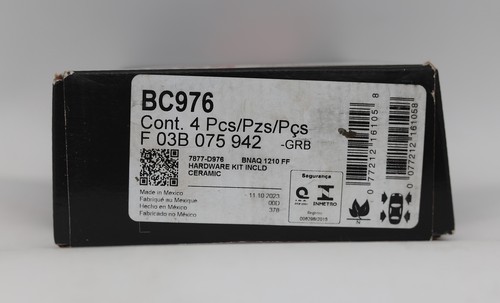 BC976
Cont. 4 Pcs/Pzs/Pçs
F 03B 075 942 -GRB
7877-D976 BNAQ 1210 FF
HARDWARE KIT INCLD
CERAMIC
Made in Mexico
Fabriqué au Mexique
Hecho en México
Fabricado no México
11.10.2023
00D
378
Segurança
INMETRO
0 77212 16105 8
0 077212 161058